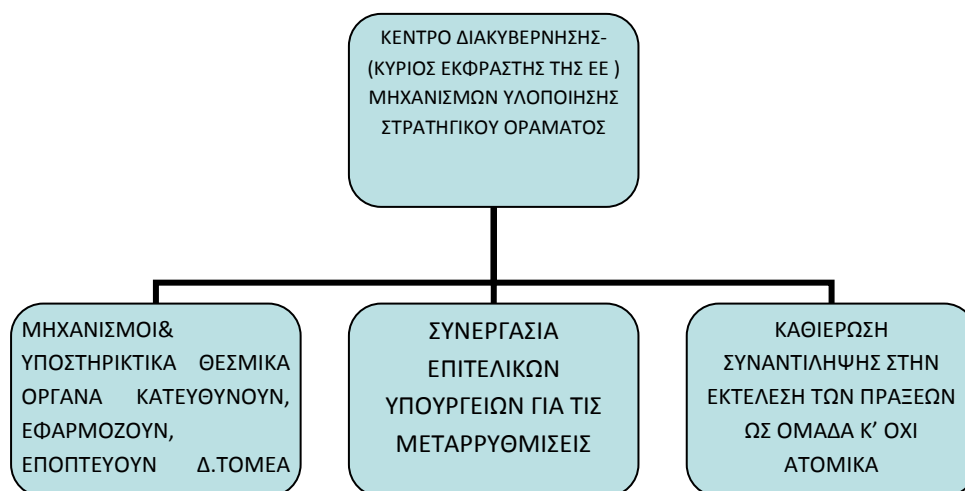 ΚΕΝΤΡΟ ΔΙΑΚΥΒΕΡΝΗΣΗΣ-
(ΚΥΡΙΟΣ ΕΚΦΡΑΣΤΗΣ ΤΗΣ ΕΕ )
ΜΗΧΑΝΙΣΜΩΝ ΥΛΟΠΟΙΗΣΗΣ
ΣΤΡΑΤΗΓΙΚΟΥ ΟΡΑΜΑΤΟΣ
ΜΗΧΑΝΙΣΜΟΙ&
ΥΠΟΣΤΗΡΙΚΤΙΚΑ ΘΕΣΜΙΚΑ
ΟΡΓΑΝΑ ΚΑΤΕΥΘΥΝΟΥΝ,
ΕΦΑΡΜΟΖΟΥΝ,
ΕΠΟΠΤΕΥΟΥΝ Δ.ΤΟΜΕΑ
ΣΥΝΕΡΓΑΣΙΑ
ΕΠΙΤΕΛΙΚΩΝ
ΥΠΟΥΡΓΕΙΩΝ ΓΙΑ ΤΙΣ
ΜΕΤΑΡΡΥΘΜΙΣΕΙΣ
ΚΑΘΙΕΡΩΣΗ
ΣΥΝΑΝΤΙΛΗΨΗΣ ΣΤΗΝ
ΕΚΤΕΛΕΣΗ ΤΩΝ ΠΡΑΞΕΩΝ
ΩΣ ΟΜΑΔΑ Κ’ ΟΧΙ
ΑΤΟΜΙΚΑ